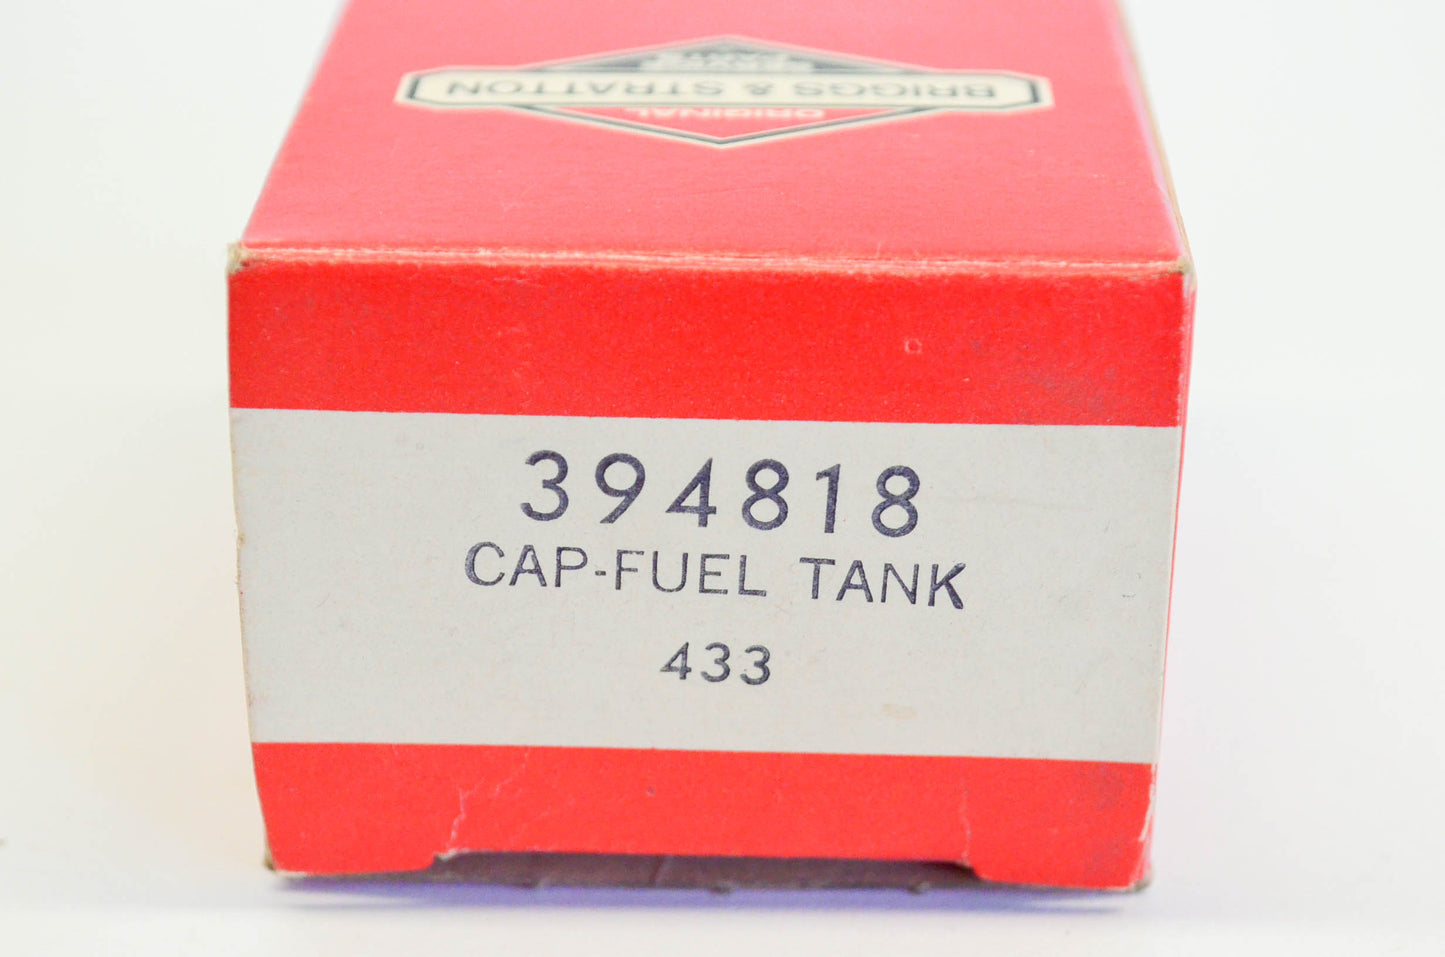 ORIGINAL
BRIGGS & STRATTON
394818
CAP-FUEL TANK
433